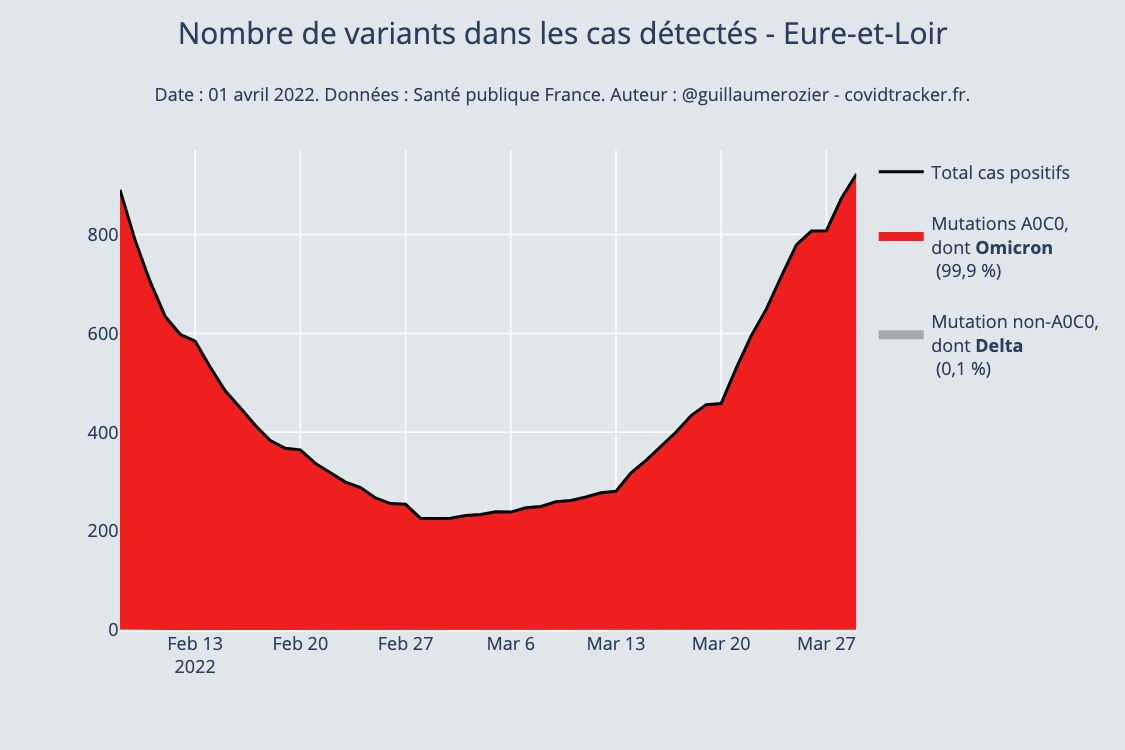 Nombre de variants dans les cas détectés - Eure-et-Loir
Date : 01 avril 2022. Données : Santé publique France. Auteur : @guillaumerozier - covidtracker.fr.
Total cas positifs
Mutations A0C0,
dont Omicron
(99,9 %)
Mutation non-A0C0,
dont Delta
(0,1 %)
800
600
400
200
0
Feb 13
2022
Feb 20
Feb 27
Mar 6
Mar 13
Mar 20
Mar 27